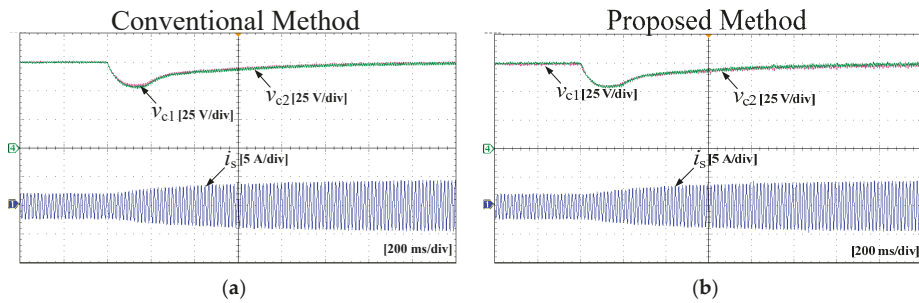 Conventional Method
vc2 [25 V/div]
vc1 [25 V/div]
4
is [5 A/div]
1
[200 ms/div]
(a)
Proposed Method
vc1 [25 V/div]
vc2 [25 V/div]
4
is [5 A/div]
1
[200 ms/div]
(b)